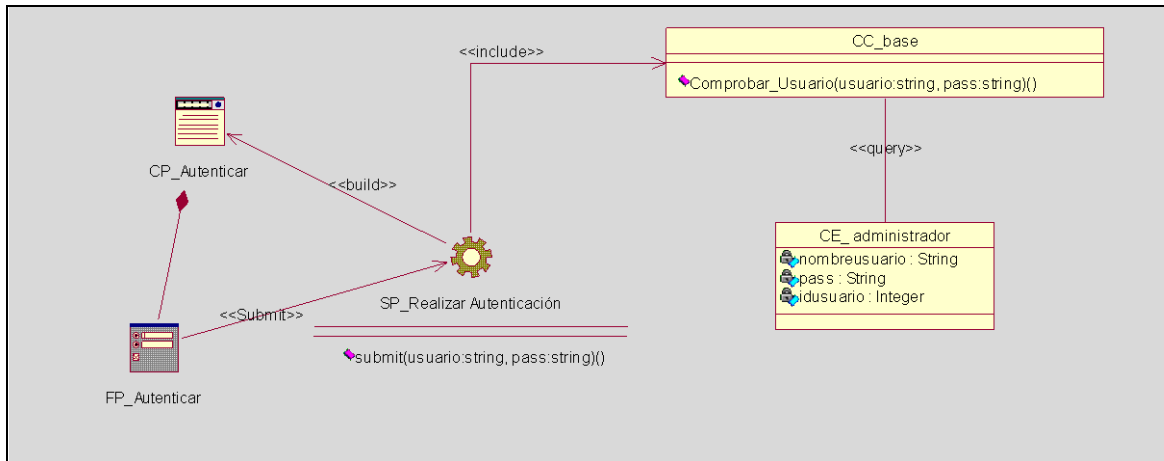 <<include>>
CC_base
Comprobar_Usuario(usuario:string, pass:string)()
CP_Autenticar
<<build>>
<<query>>
CE_ administrador
nombreusuario : String
pass : String
idusuario : Integer
SP_Realizar Autenticación
<<Submit>>
submit(usuario:string, pass:string)()
FP_Autenticar